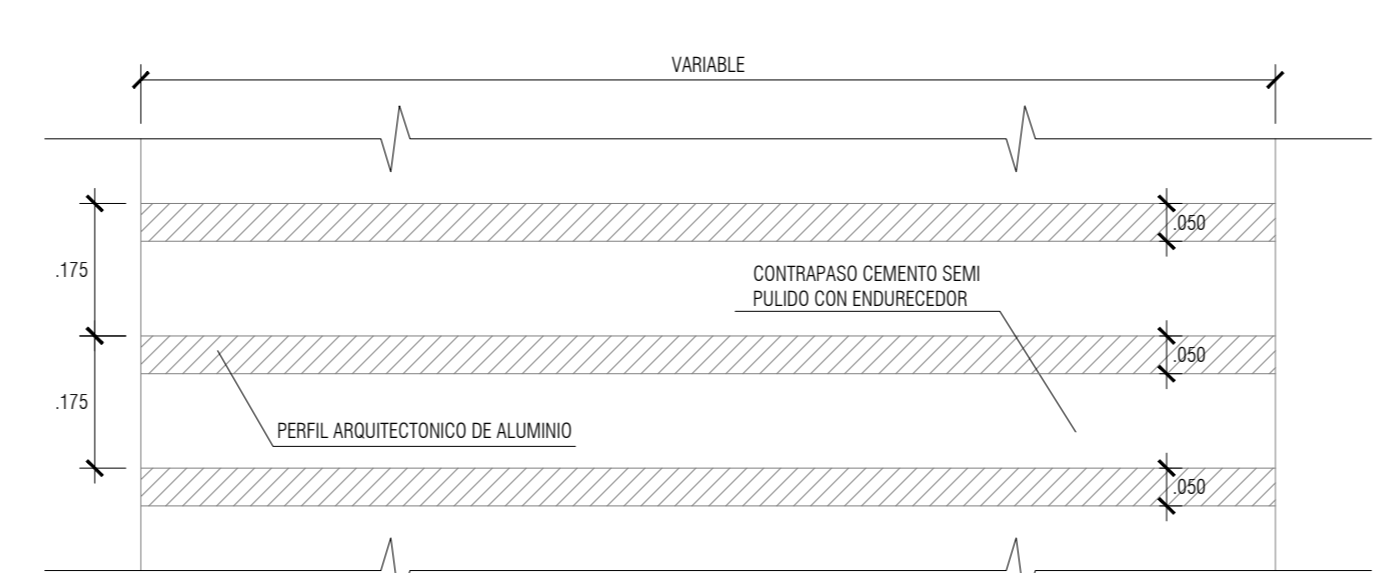 VARIABLE
.050
.175
CONTRAPASO CEMENTO SEMI
PULIDO CON ENDURECEDOR
.050
.175
PERFIL ARQUITECTONICO DE ALUMINIO
.050